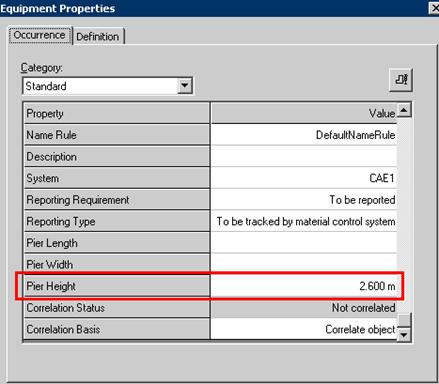 Equipment Properties
Occurrence Definition
Category:
Standard
Property Value
Name Rule DefaultNameRule
Description
System CAE1
Reporting Requirement To be reported
Reporting Type To be tracked by material control system
Pier Length
Pier Width
Pier Height 2.600 m
Correlation Status Not correlated
Correlation Basis Correlate object